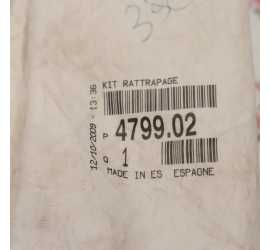 KIT RATTRAPAGE
P 4799.02
Q 1
MADE IN ES ESPAGNE
12/10/2009 - 13:36